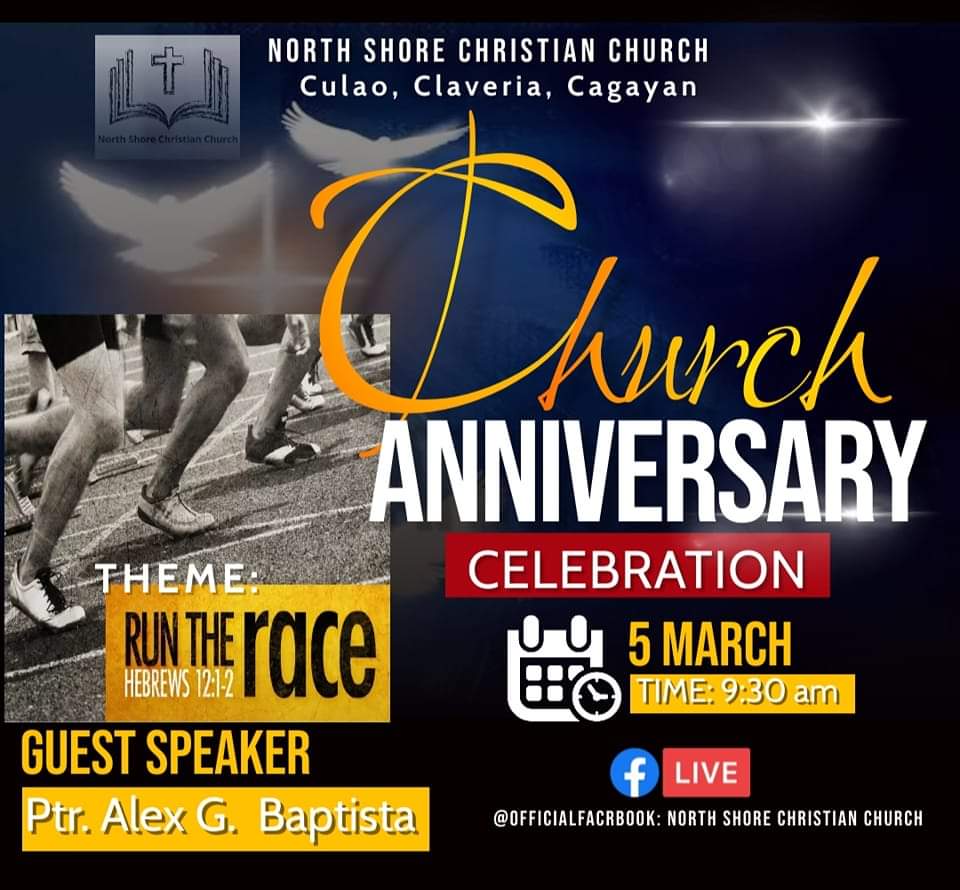 North Shore Christian Church
NORTH SHORE CHRISTIAN CHURCH
Culao, Claveria, Cagayan
Church
ANNIVERSARY
CELEBRATION
THEME:
RUN THE race
HEBREWS 12:1-2
5 MARCH
TIME: 9:30 am
GUEST SPEAKER
Ptr. Alex G. Baptista
f LIVE
@OFFICIALFACRBOOK: NORTH SHORE CHRISTIAN CHURCH